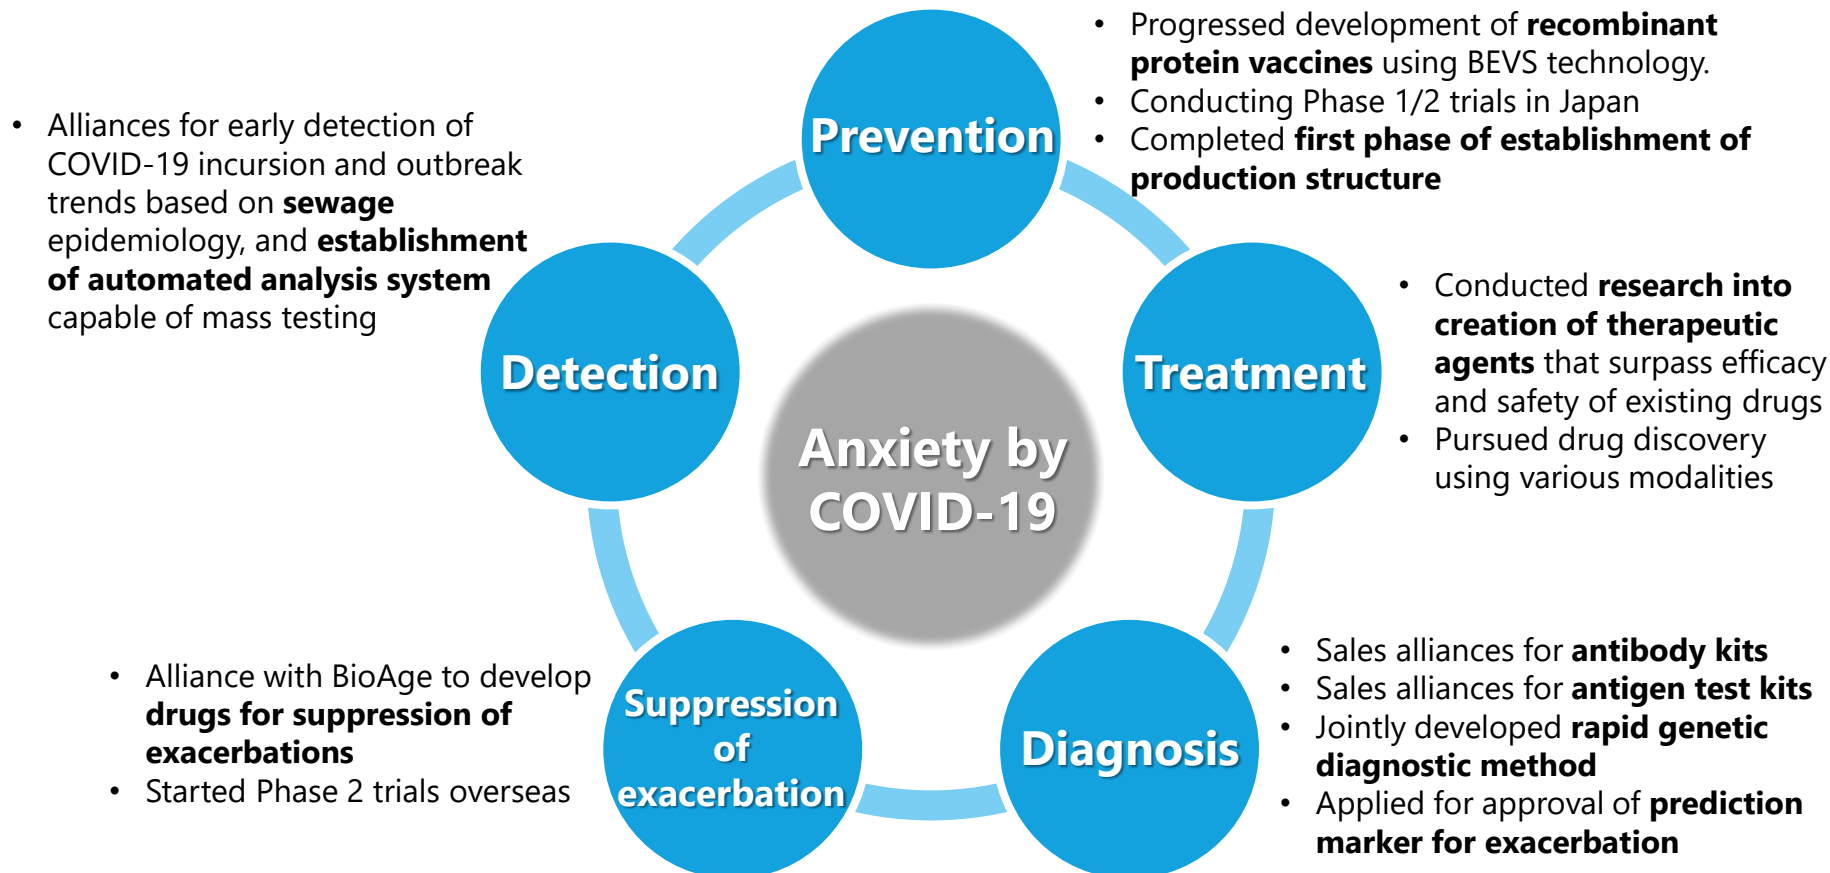 • Progressed development of recombinant
protein vaccines using BEVS technology.
• Conducting Phase 1/2 trials in Japan
• Completed first phase of establishment of
production structure
Prevention
• Alliances for early detection of
COVID-19 incursion and outbreak
trends based on sewage
epidemiology, and establishment
of automated analysis system
capable of mass testing
Detection
Treatment
• Conducted research into
creation of therapeutic
agents that surpass efficacy
and safety of existing drugs
• Pursued drug discovery
using various modalities
Anxiety by
COVID-19
• Alliance with BioAge to develop
drugs for suppression of
exacerbations
• Started Phase 2 trials overseas
Suppression
of
exacerbation
Diagnosis
• Sales alliances for antibody kits
• Sales alliances for antigen test kits
• Jointly developed rapid genetic
diagnostic method
• Applied for approval of prediction
marker for exacerbation